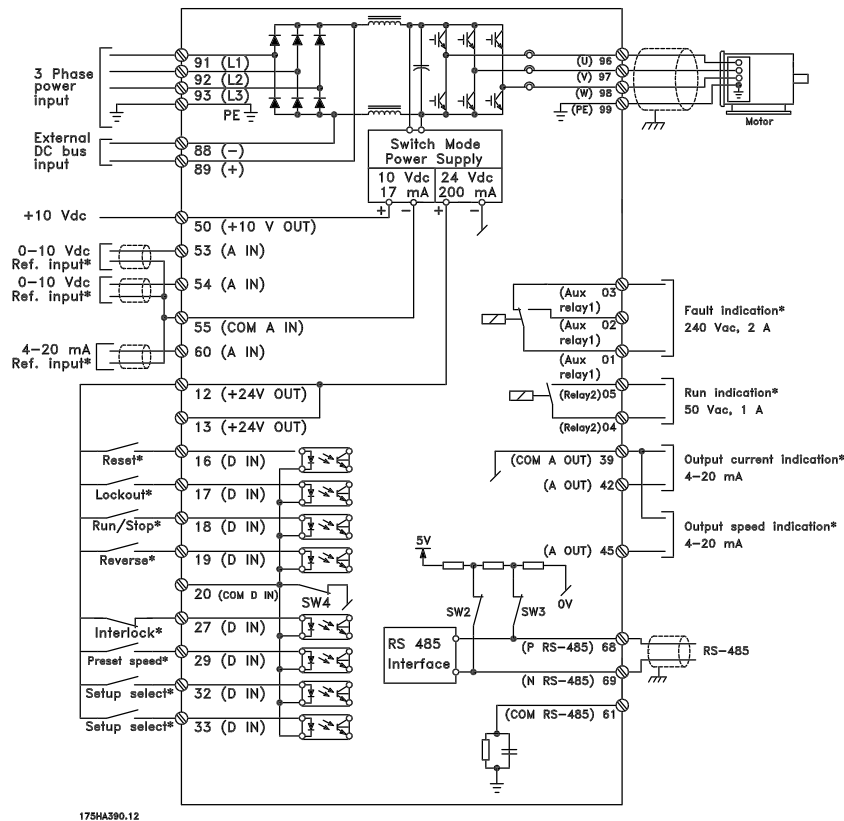 3 Phase
power
input
91 (L1)
92 (L2)
93 (L3)
PE
External
DC bus
input
88 (-)
89 (+)
(U) 96
(V) 97
(W) 98
(PE) 99
Motor
Switch Mode
Power Supply
10 Vdc
17 mA
24 Vdc
200 mA
+ - + -
+10 Vdc
50 (+10 V OUT)
0-10 Vdc
Ref. input*
53 (A IN)
0-10 Vdc
Ref. input*
54 (A IN)
55 (COM A IN)
4-20 mA
Ref. input*
60 (A IN)
12 (+24V OUT)
13 (+24V OUT)
Reset*
16 (D IN)
Lockout*
17 (D IN)
Run/Stop*
18 (D IN)
Reverse*
19 (D IN)
20 (COM D IN)
SW4
Interlock*
27 (D IN)
Preset speed*
29 (D IN)
Setup select*
32 (D IN)
Setup select*
33 (D IN)
(Aux 03
relay1)
(Aux 02
relay1)
(Aux 01
relay1)
Fault indication*
240 Vac, 2 A
(Relay2)05
(Relay2)04
Run indication*
50 Vac, 1 A
(COM A OUT) 39
(A OUT) 42
Output current indication*
4-20 mA
(A OUT) 45
Output speed indication*
4-20 mA
5V
0V
SW2
SW3
RS 485
Interface
(P RS-485) 68
(N RS-485) 69
RS-485
(COM RS-485) 61
175HA390.12